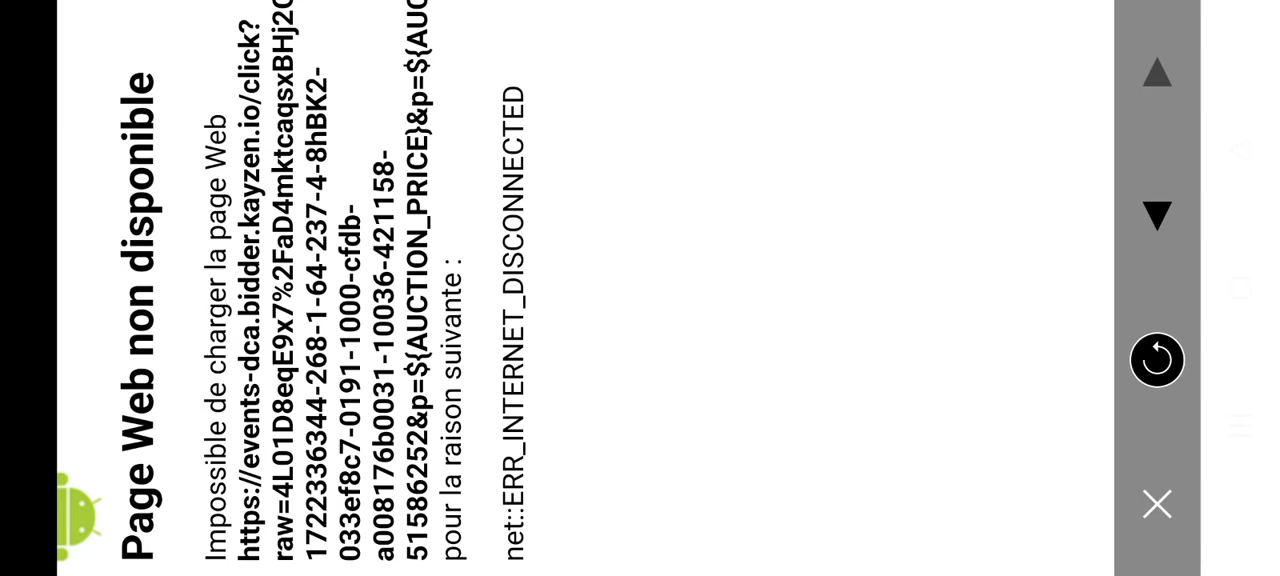 Page Web non disponible
Impossible de charger la page Web
https://events-dca.bidder.kayzen.io/click?
raw=4L01D8eqE9x7%2FaD4mktcaqsxBHj20
1722336344-268-1-64-237-4-8hBK2-
033ef8c7-0191-1000-cfdb-
a008176b0031-10036-421158-
51586252&p=${AUCTION_PRICE}&p=${AUC
pour la raison suivante :
net::ERR_INTERNET_DISCONNECTED